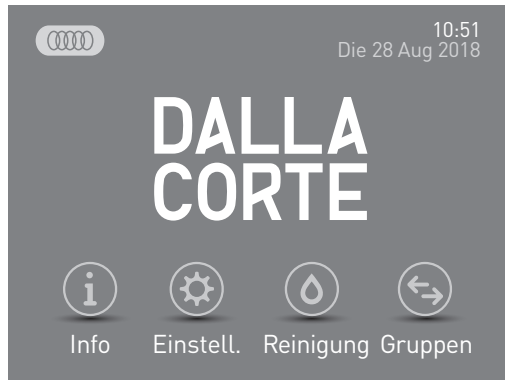 10:51
Die 28 Aug 2018
DALLA
CORTE
Info Einstell. Reinigung Gruppen